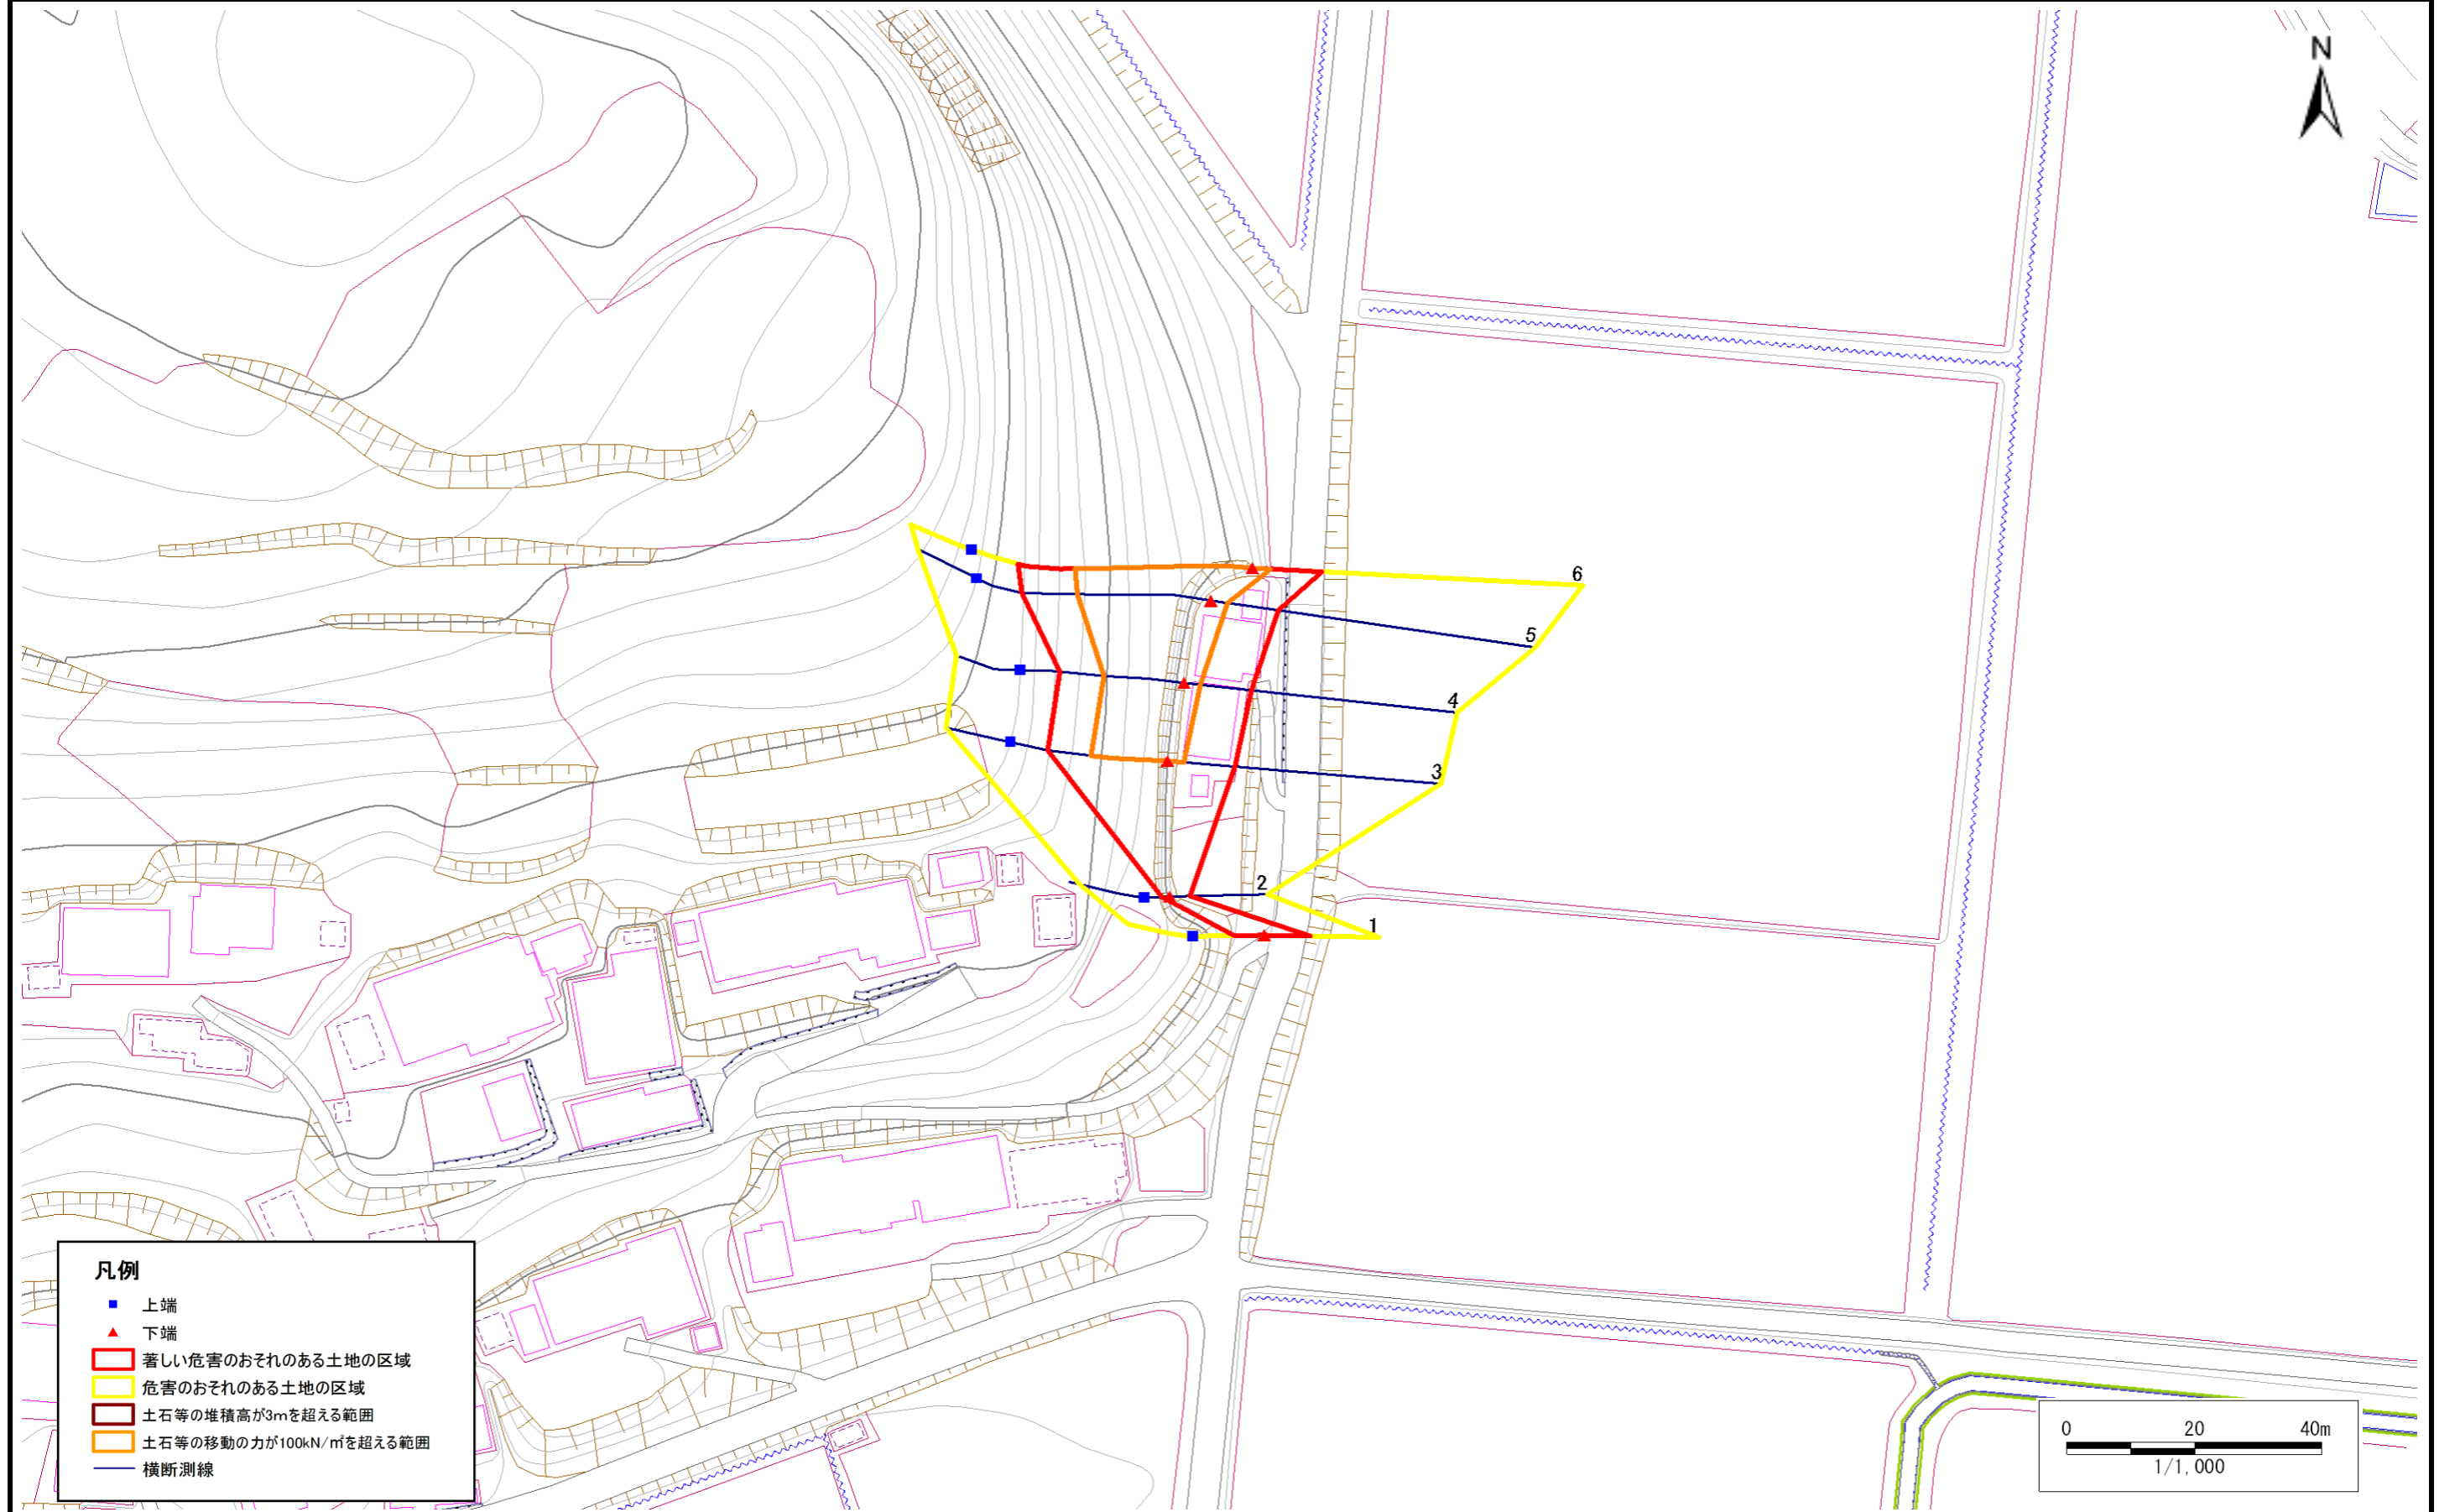 N
6
5
4
3
2
1
凡例
上端
下端
著しい危害のおそれのある土地の区域
危害のおそれのある土地の区域
土石等の堆積高が3mを超える範囲
土石等の移動の力が100kN/㎡を超える範囲
横断測線
0 20 40m
1/1,000